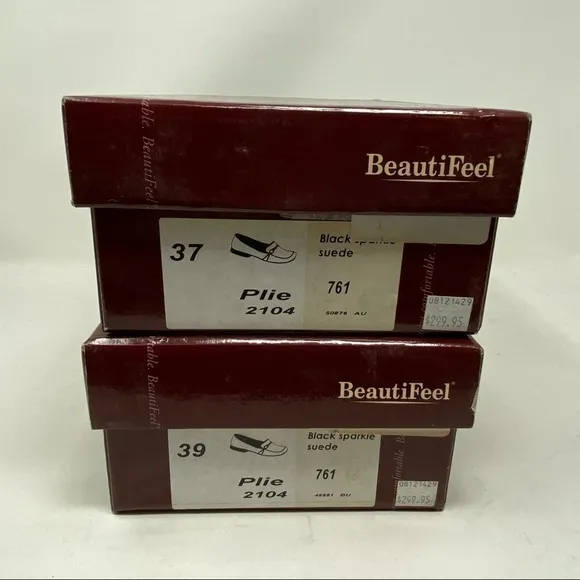 BeautiFeel
37
Black sparkle
suede
761
Plie
2104
50876 AU
UB121429
$299.95
BeautiFeel®
39
Black sparkle
suede
761
Plie
2104
UB121429
$299.95